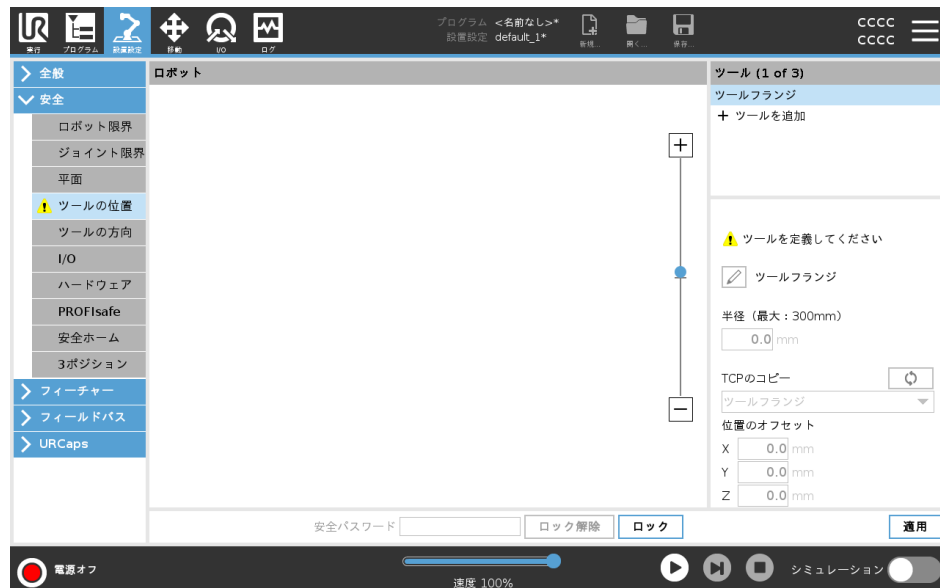 プログラム <名前なし>*
設置設定 default_1*
cccc
cccc
実行
プログラム
設置設定
移動
I/O
ログ
新規...
開く...
保存...
全般
安全
ロボット限界
ジョイント限界
平面
ツールの位置
ツールの方向
I/O
ハードウェア
PROFIsafe
安全ホーム
3ポジション
フィーチャー
フィールドバス
URCaps
ロボット
ツール (1 of 3)
ツールフランジ
+ ツールを追加
ツールを定義してください
ツールフランジ
半径（最大：300mm）
0.0 mm
TCPのコピー
ツールフランジ
位置のオフセット
X 0.0 mm
Y 0.0 mm
Z 0.0 mm
安全パスワード
ロック解除
ロック
適用
電源オフ
速度 100%
シミュレーション